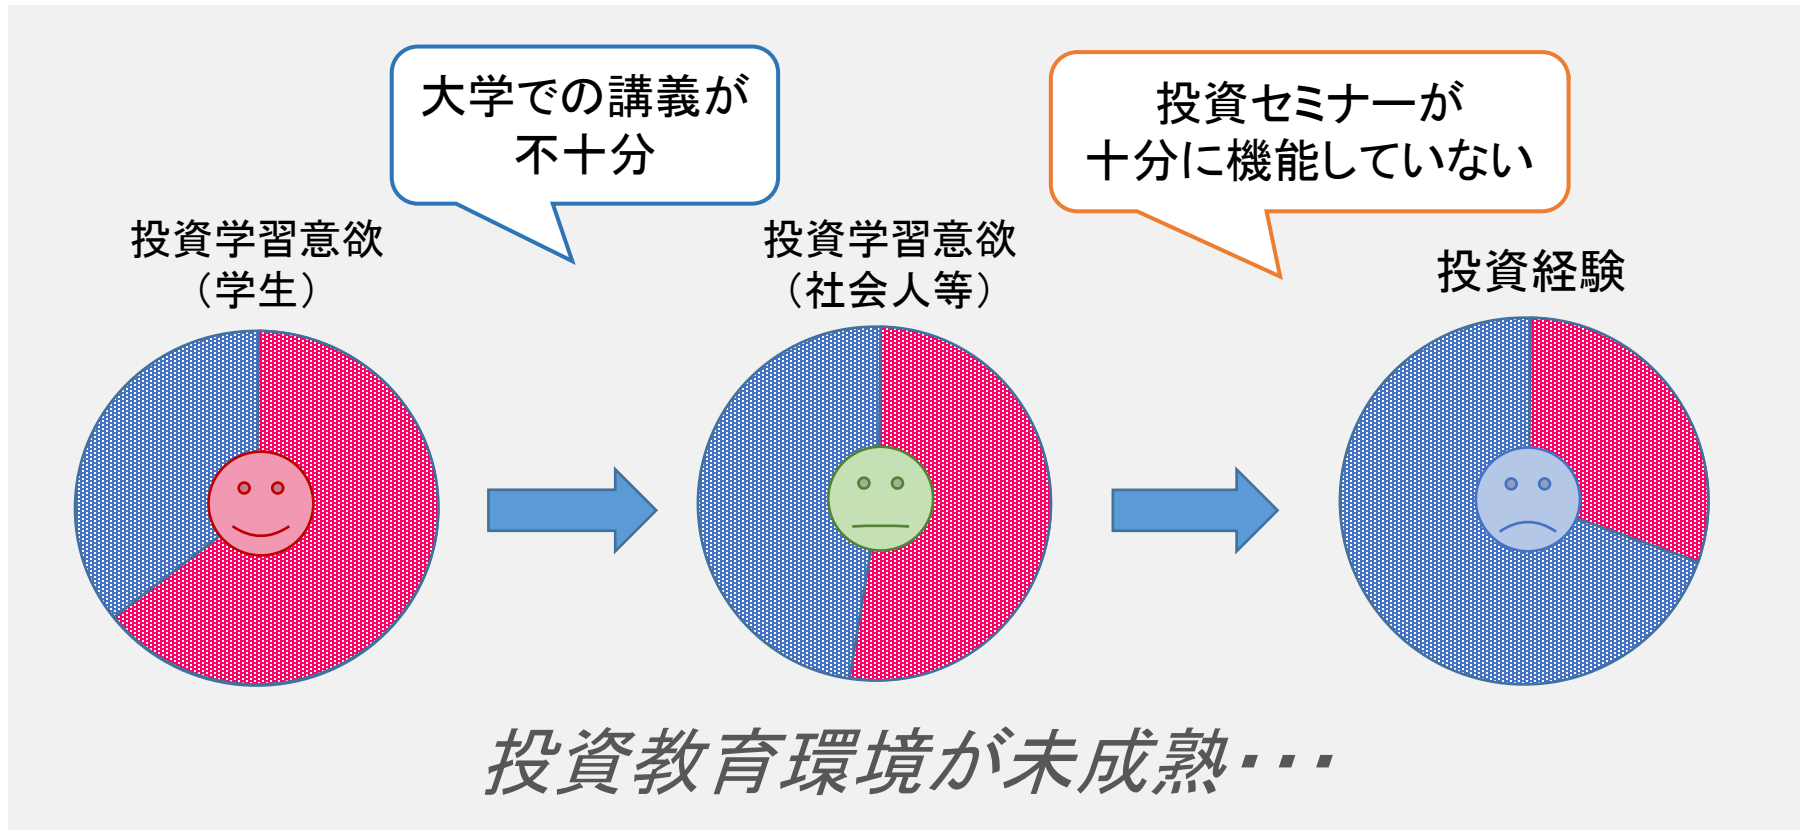 大学での講義が
不十分
投資セミナーが
十分に機能していない
投資学習意欲
（学生）
投資学習意欲
（社会人等）
投資経験
投資教育環境が未成熟・・・